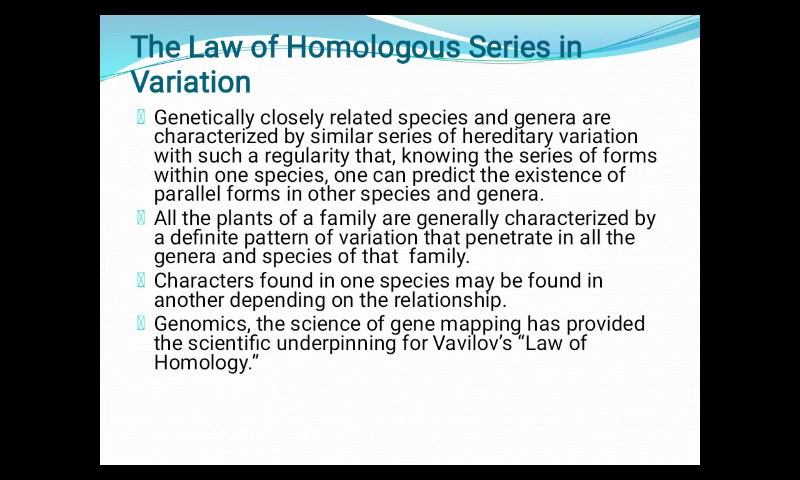 The Law of Homologous Series in
Variation
Genetically closely related species and genera are
characterized by similar series of hereditary variation
with such a regularity that, knowing the series of forms
within one species, one can predict the existence of
parallel forms in other species and genera.
All the plants of a family are generally characterized by
a definite pattern of variation that penetrate in all the
genera and species of that  family.
Characters found in one species may be found in
another depending on the relationship.
Genomics, the science of gene mapping has provided
the scientific underpinning for Vavilov’s “Law of
Homology.”